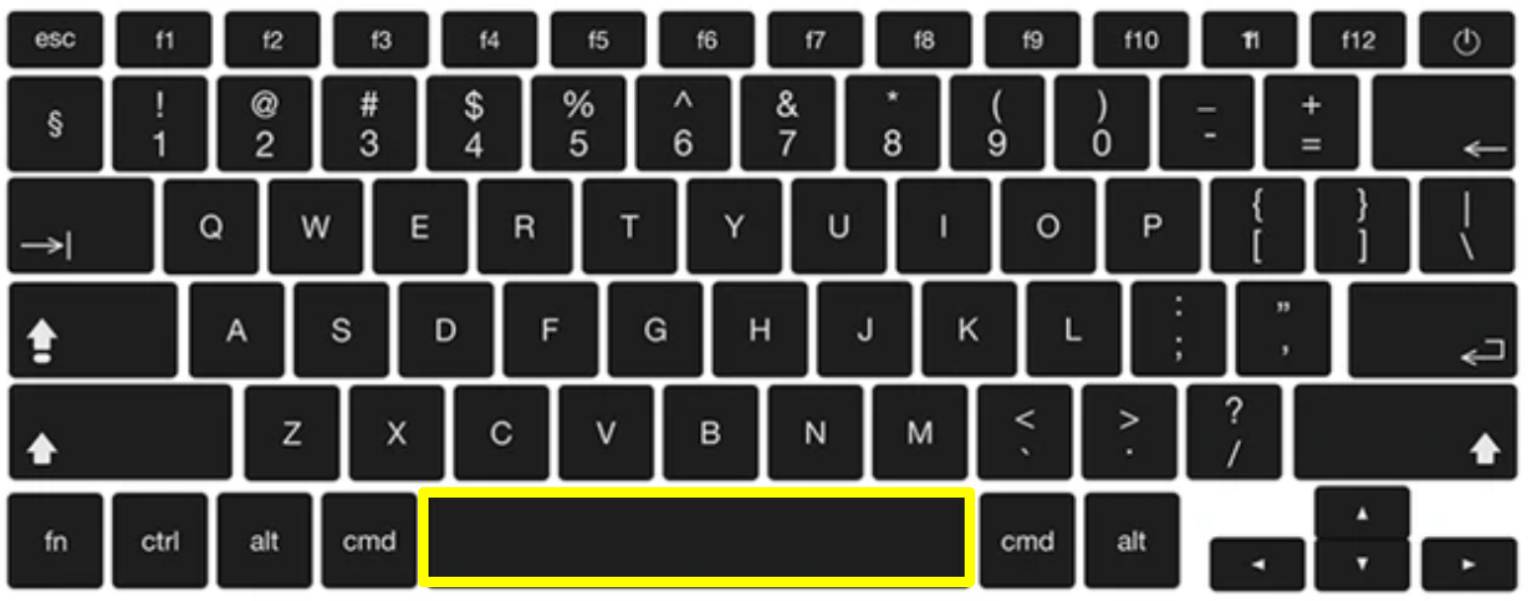 esc f1 f2 f3 f4 f5 f6 f7 f8 f9 f10 f11 f12
! @ # $ % ^ & * ( ) _ +
§ 1 2 3 4 5 6 7 8 9 0 - =
Q W E R T Y U I O P { } |
[ ] \
A S D F G H J K L : ”
; ,
Z X C V B N M < > ?
` . /
fn ctrl alt cmd cmd alt